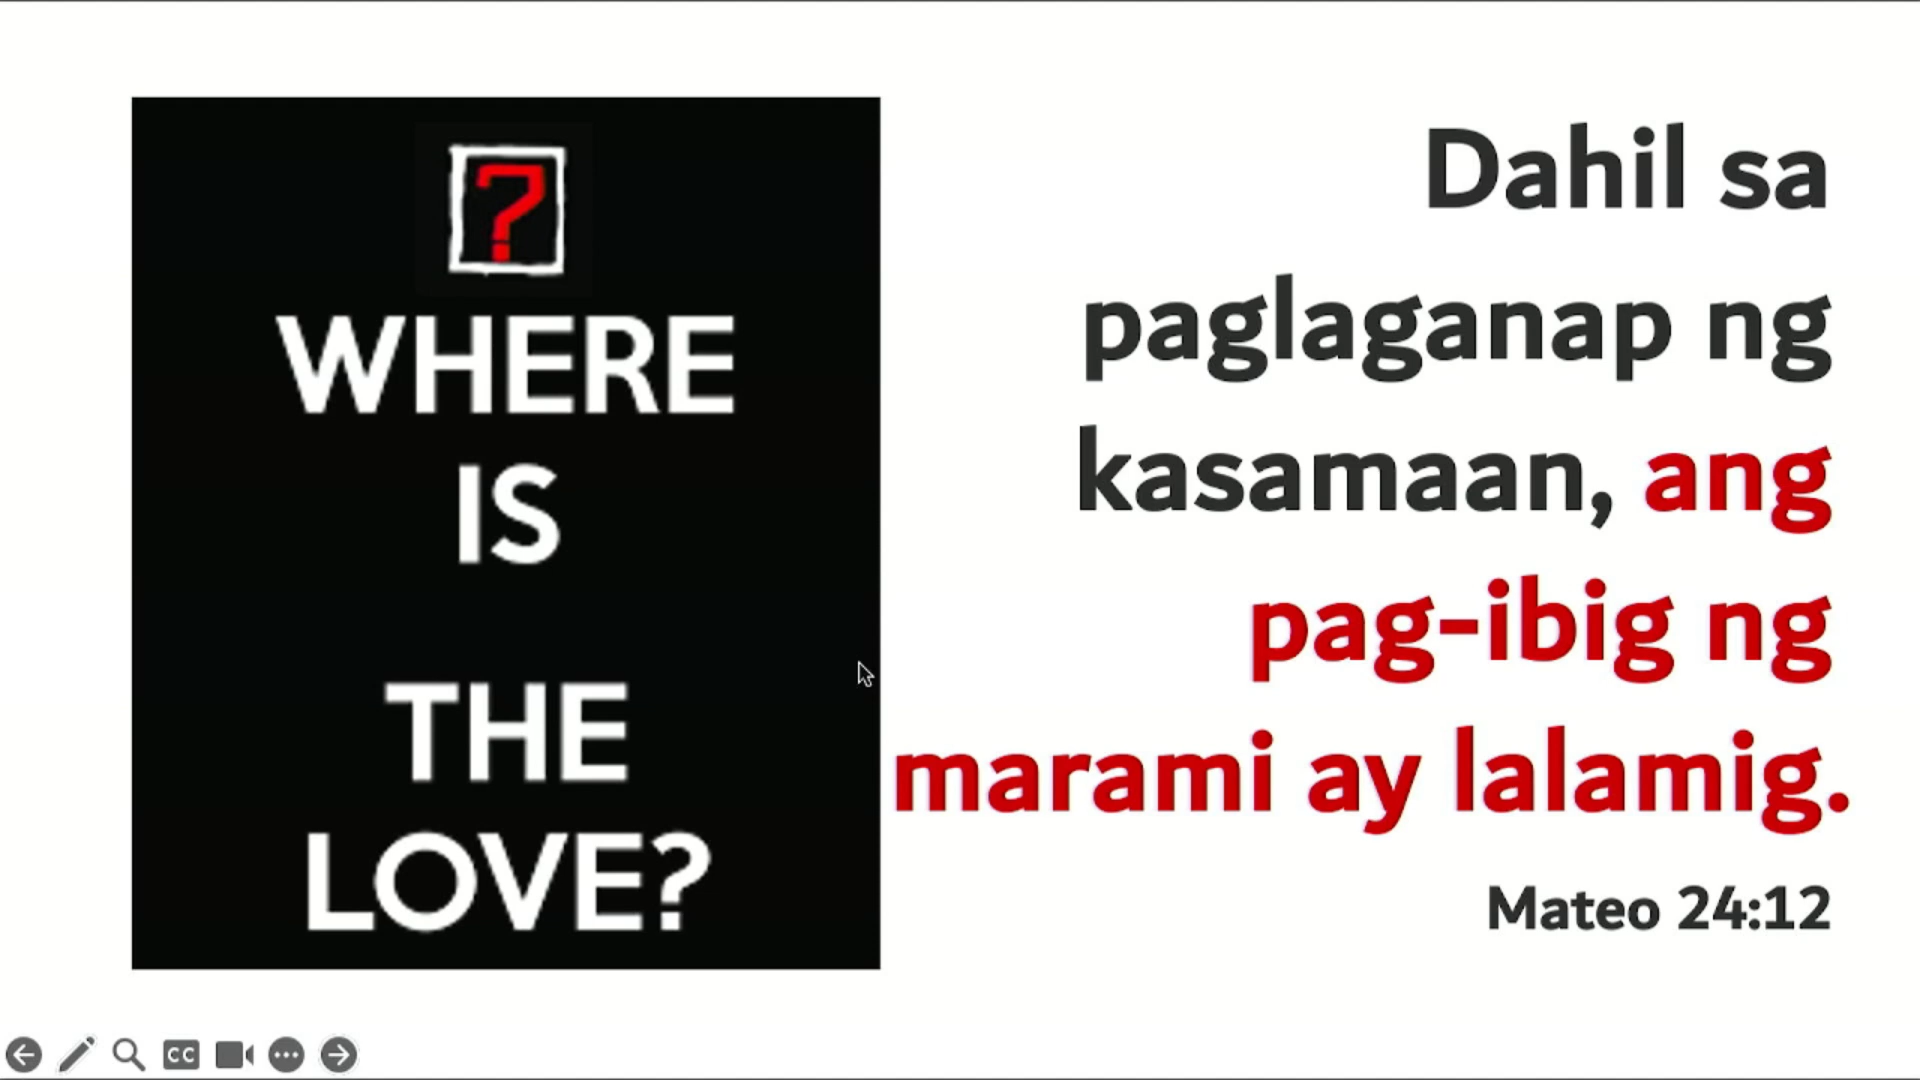 ?
WHERE
IS
THE
LOVE?
Dahil sa
paglaganap ng
kasamaan, ang
pag-ibig ng
marami ay lalamig.
Mateo 24:12
CC